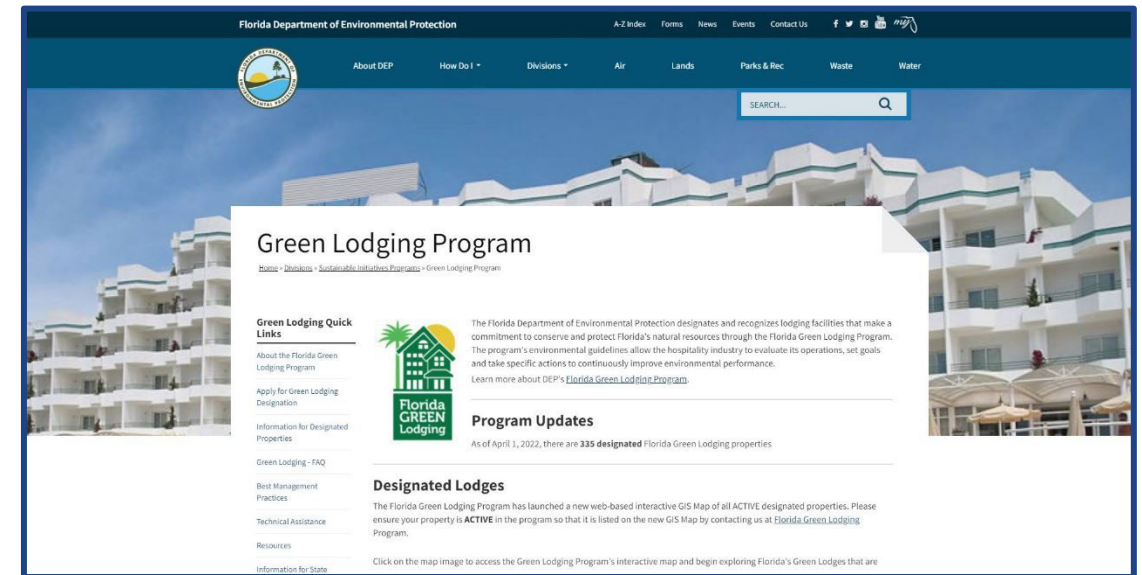 Florida Department of Environmental Protection
A-Z Index Forms News Events Contact Us
About DEP How Do I Divisions Air Lands Parks & Rec Waste Water
SEARCH...
Green Lodging Program
Home » Divisions » Sustainable Initiatives Programs » Green Lodging Program
Green Lodging Quick
Links
About the Florida Green
Lodging Program
Apply for Green Lodging
Designation
Information for Designated
Properties
Green Lodging - FAQ
Best Management
Practices
Technical Assistance
Resources
Information for State
Florida
GREEN
Lodging
The Florida Department of Environmental Protection designates and recognizes lodging facilities that make a
commitment to conserve and protect Florida's natural resources through the Florida Green Lodging Program.
The program's environmental guidelines allow the hospitality industry to evaluate its operations, set goals
and take specific actions to continuously improve environmental performance.
Learn more about DEP's Florida Green Lodging Program.
Program Updates
As of April 1, 2022, there are 335 designated Florida Green Lodging properties
Designated Lodges
The Florida Green Lodging Program has launched a new web-based interactive GIS Map of all ACTIVE designated properties. Please
ensure your property is ACTIVE in the program so that it is listed on the new GIS Map by contacting us at Florida Green Lodging
Program.
Click on the map image to access the Green Lodging Program's interactive map and begin exploring Florida's Green Lodges that are